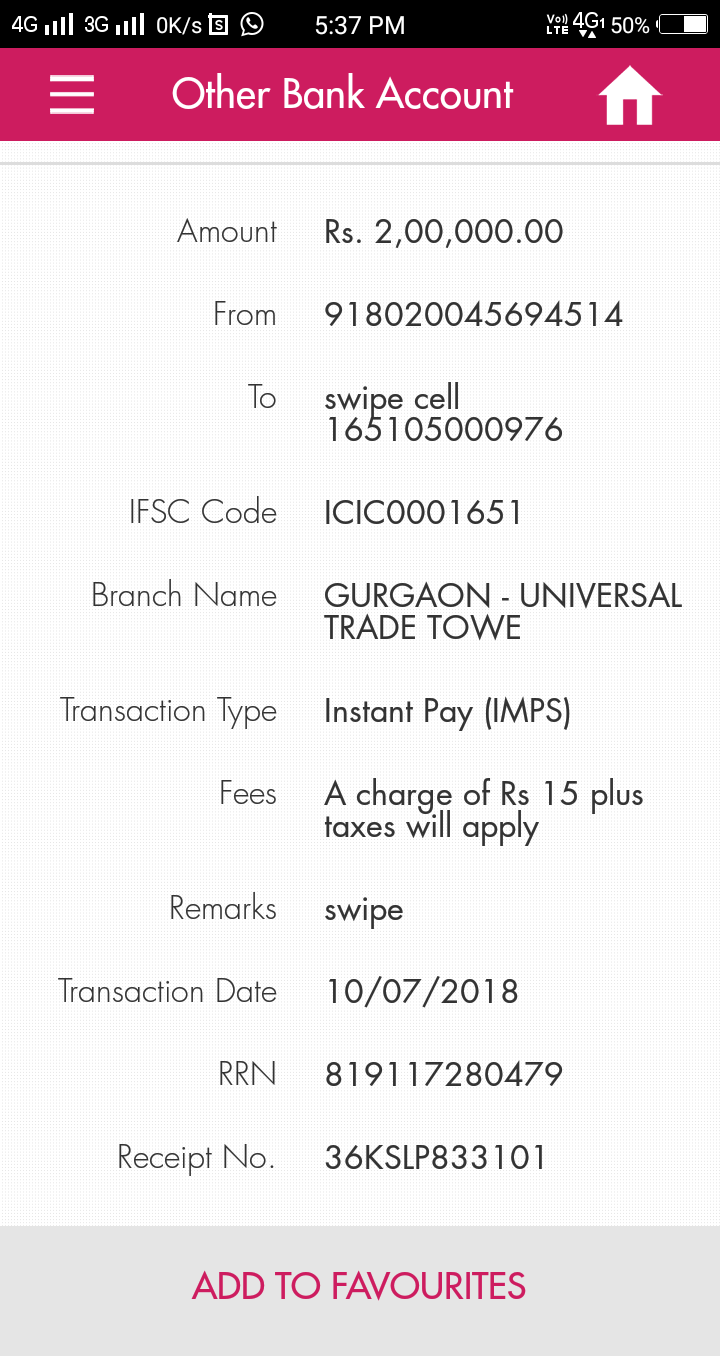 4G 3G 0K/s S 5:37 PM Vo)) LTE 4G1 50%
Other Bank Account
Amount Rs. 2,00,000.00
From 918020045694514
To swipe cell
165105000976
IFSC Code ICIC0001651
Branch Name GURGAON - UNIVERSAL
TRADE TOWE
Transaction Type Instant Pay (IMPS)
Fees A charge of Rs 15 plus
taxes will apply
Remarks swipe
Transaction Date 10/07/2018
RRN 819117280479
Receipt No. 36KSLP833101
ADD TO FAVOURITES